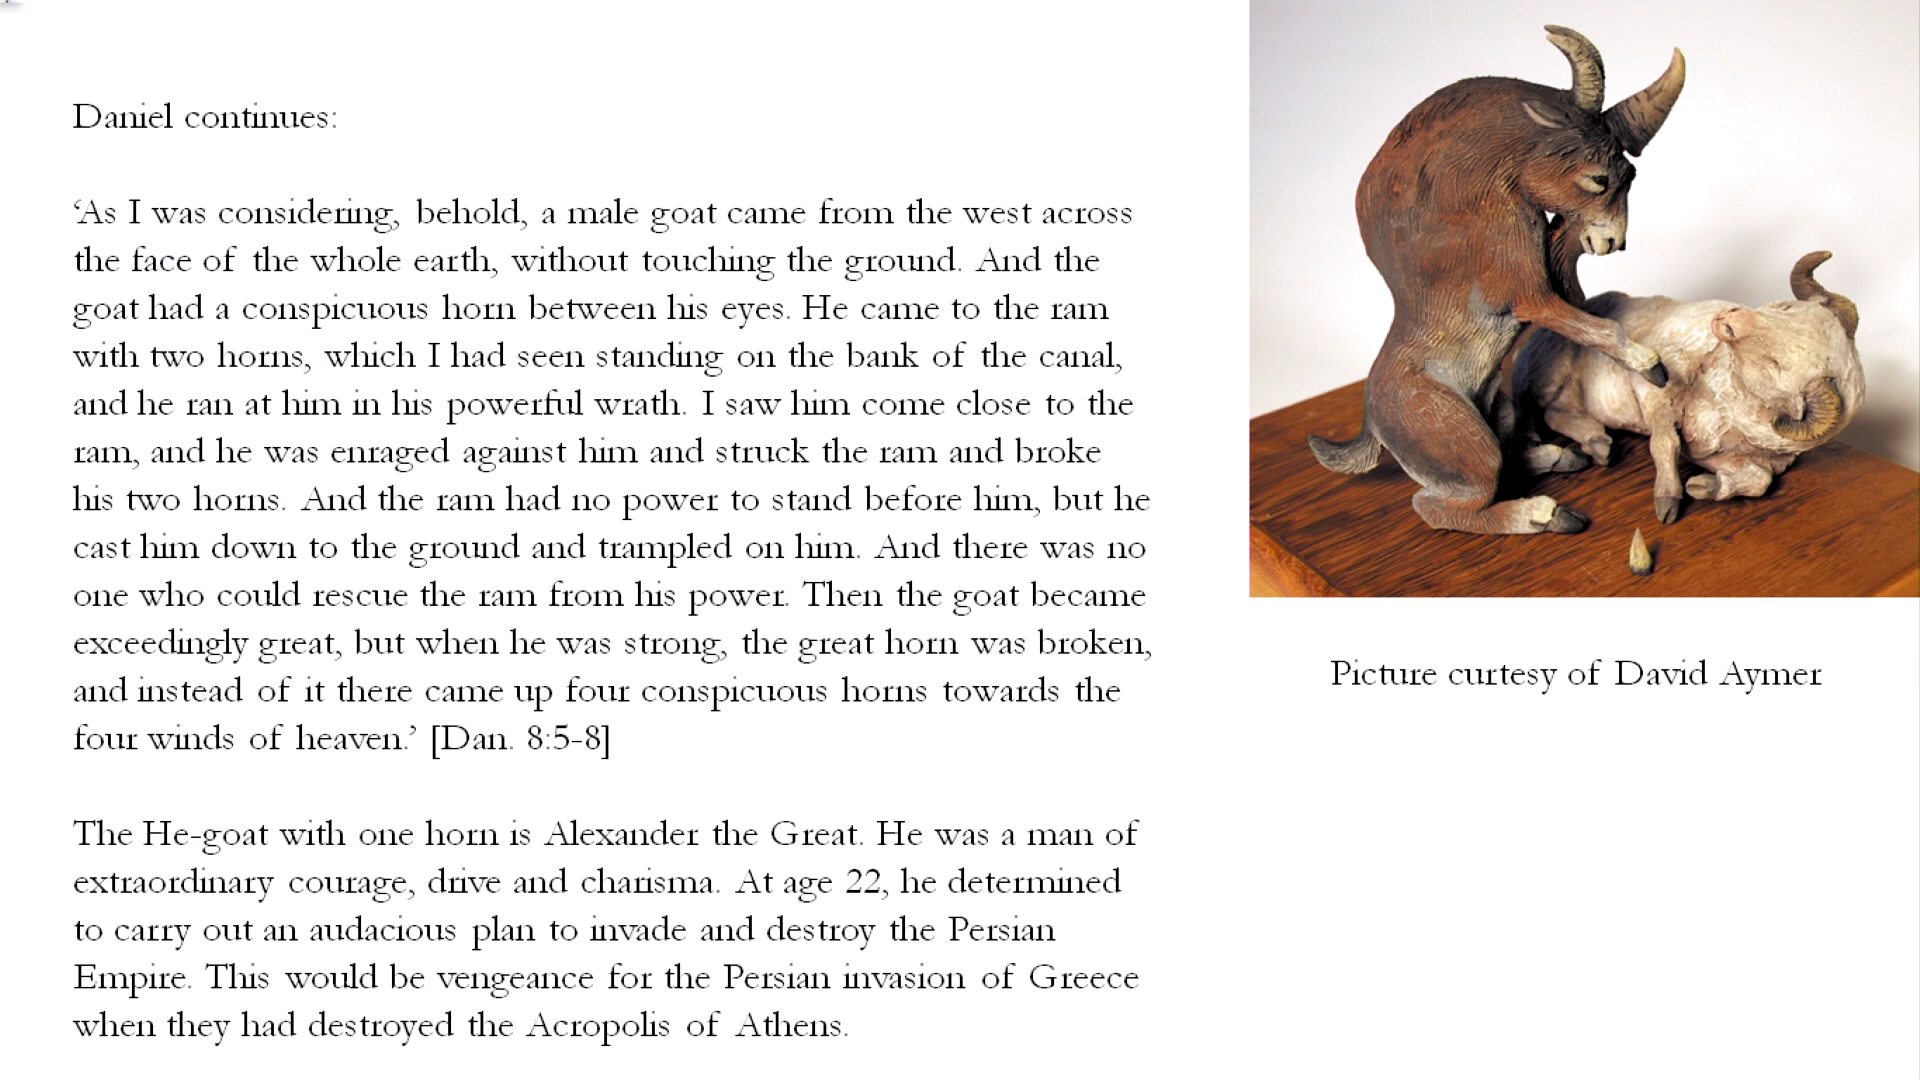 Daniel continues:
‘As I was considering, behold, a male goat came from the west across
the face of the whole earth, without touching the ground. And the
goat had a conspicuous horn between his eyes. He came to the ram
with two horns, which I had seen standing on the bank of the canal,
and he ran at him in his powerful wrath. I saw him come close to the
ram, and he was enraged against him and struck the ram and broke
his two horns. And the ram had no power to stand before him, but he
cast him down to the ground and trampled on him. And there was no
one who could rescue the ram from his power. Then the goat became
exceedingly great, but when he was strong, the great horn was broken,
and instead of it there came up four conspicuous horns towards the
four winds of heaven.’ [Dan. 8:5-8]
The He-goat with one horn is Alexander the Great. He was a man of
extraordinary courage, drive and charisma. At age 22, he determined
to carry out an audacious plan to invade and destroy the Persian
Empire. This would be vengeance for the Persian invasion of Greece
when they had destroyed the Acropolis of Athens.
Picture curtesy of David Aymer